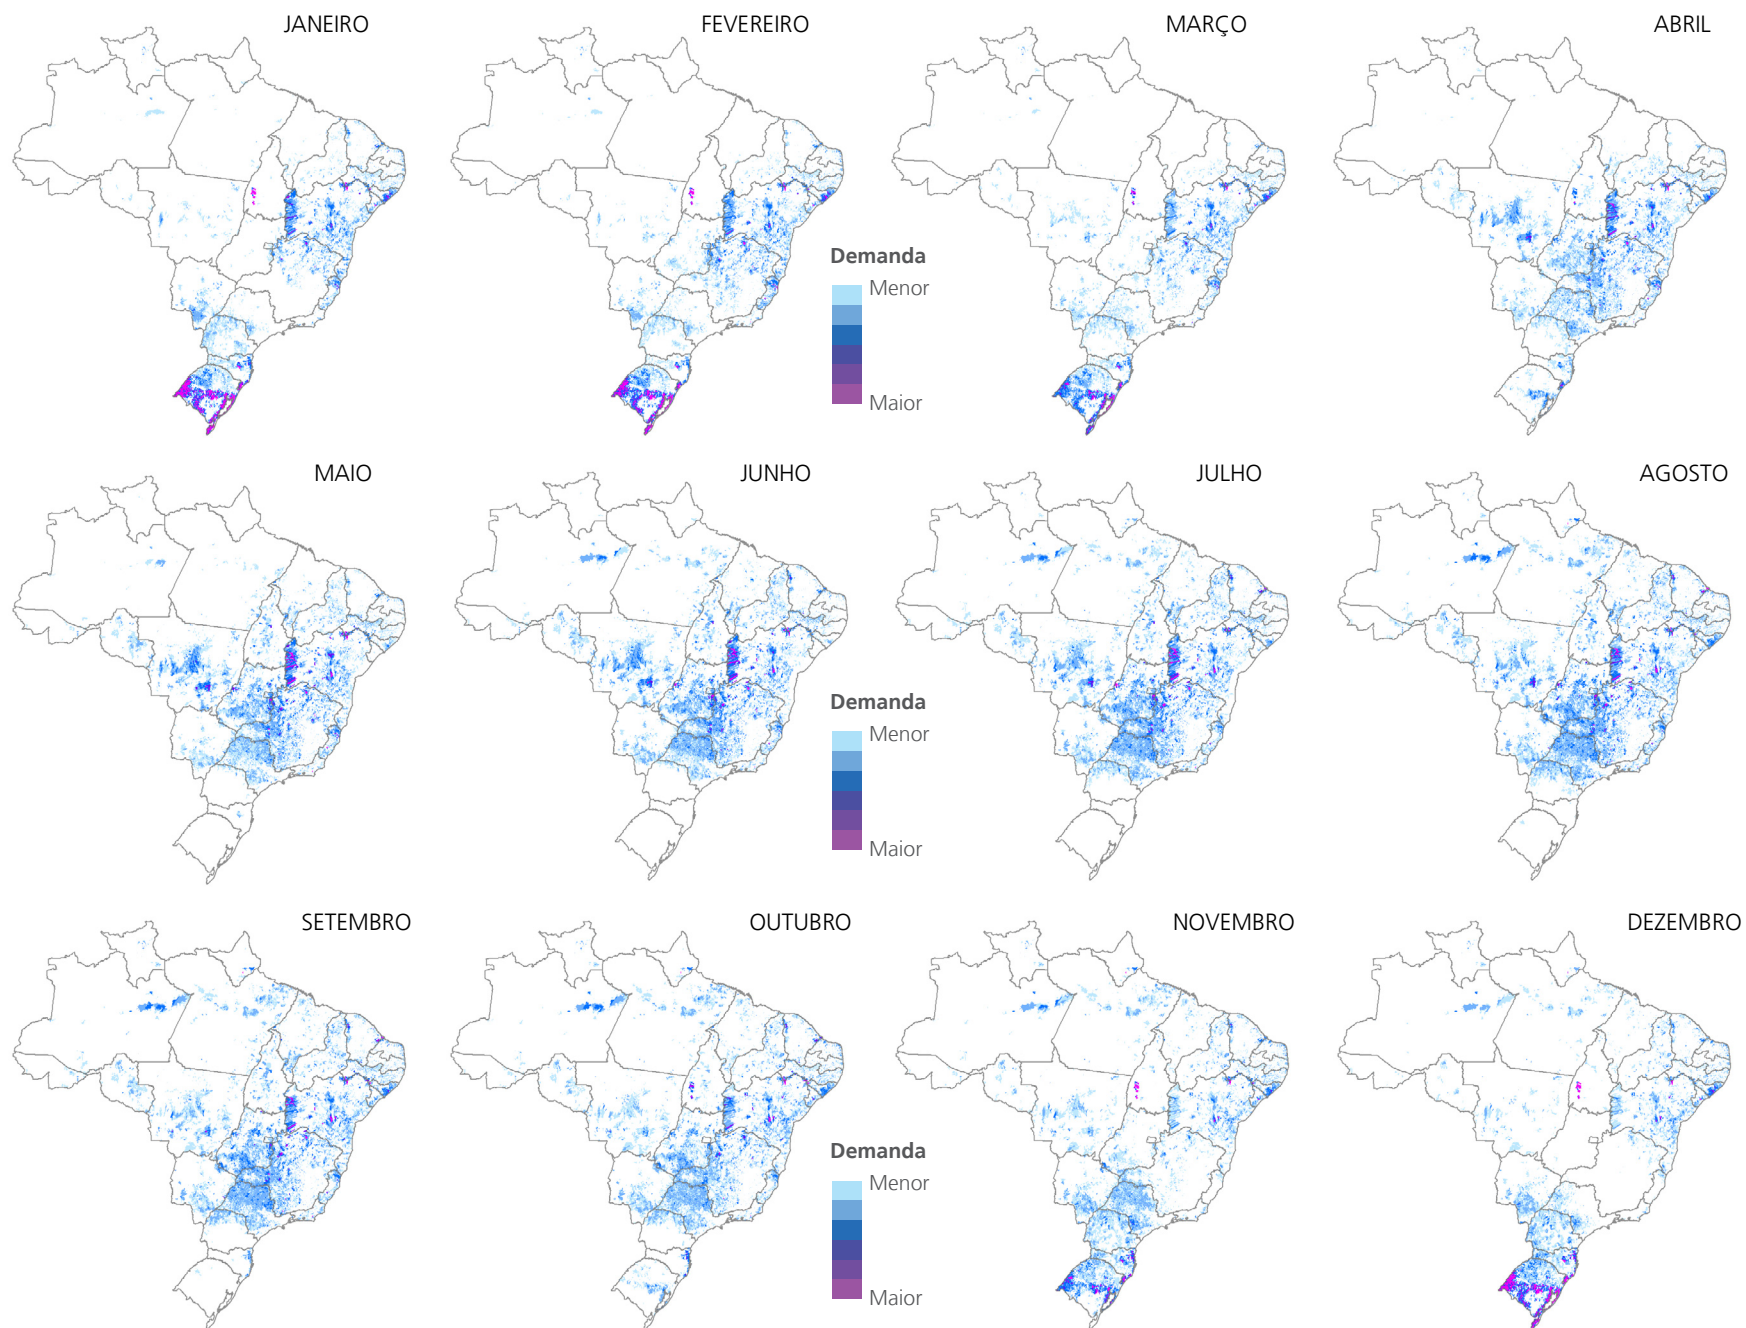 JANEIRO
FEVEREIRO
MARÇO
ABRIL
Demanda
Menor
Maior
MAIO
JUNHO
JULHO
AGOSTO
Demanda
Menor
Maior
SETEMBRO
OUTUBRO
NOVEMBRO
DEZEMBRO
Demanda
Menor
Maior